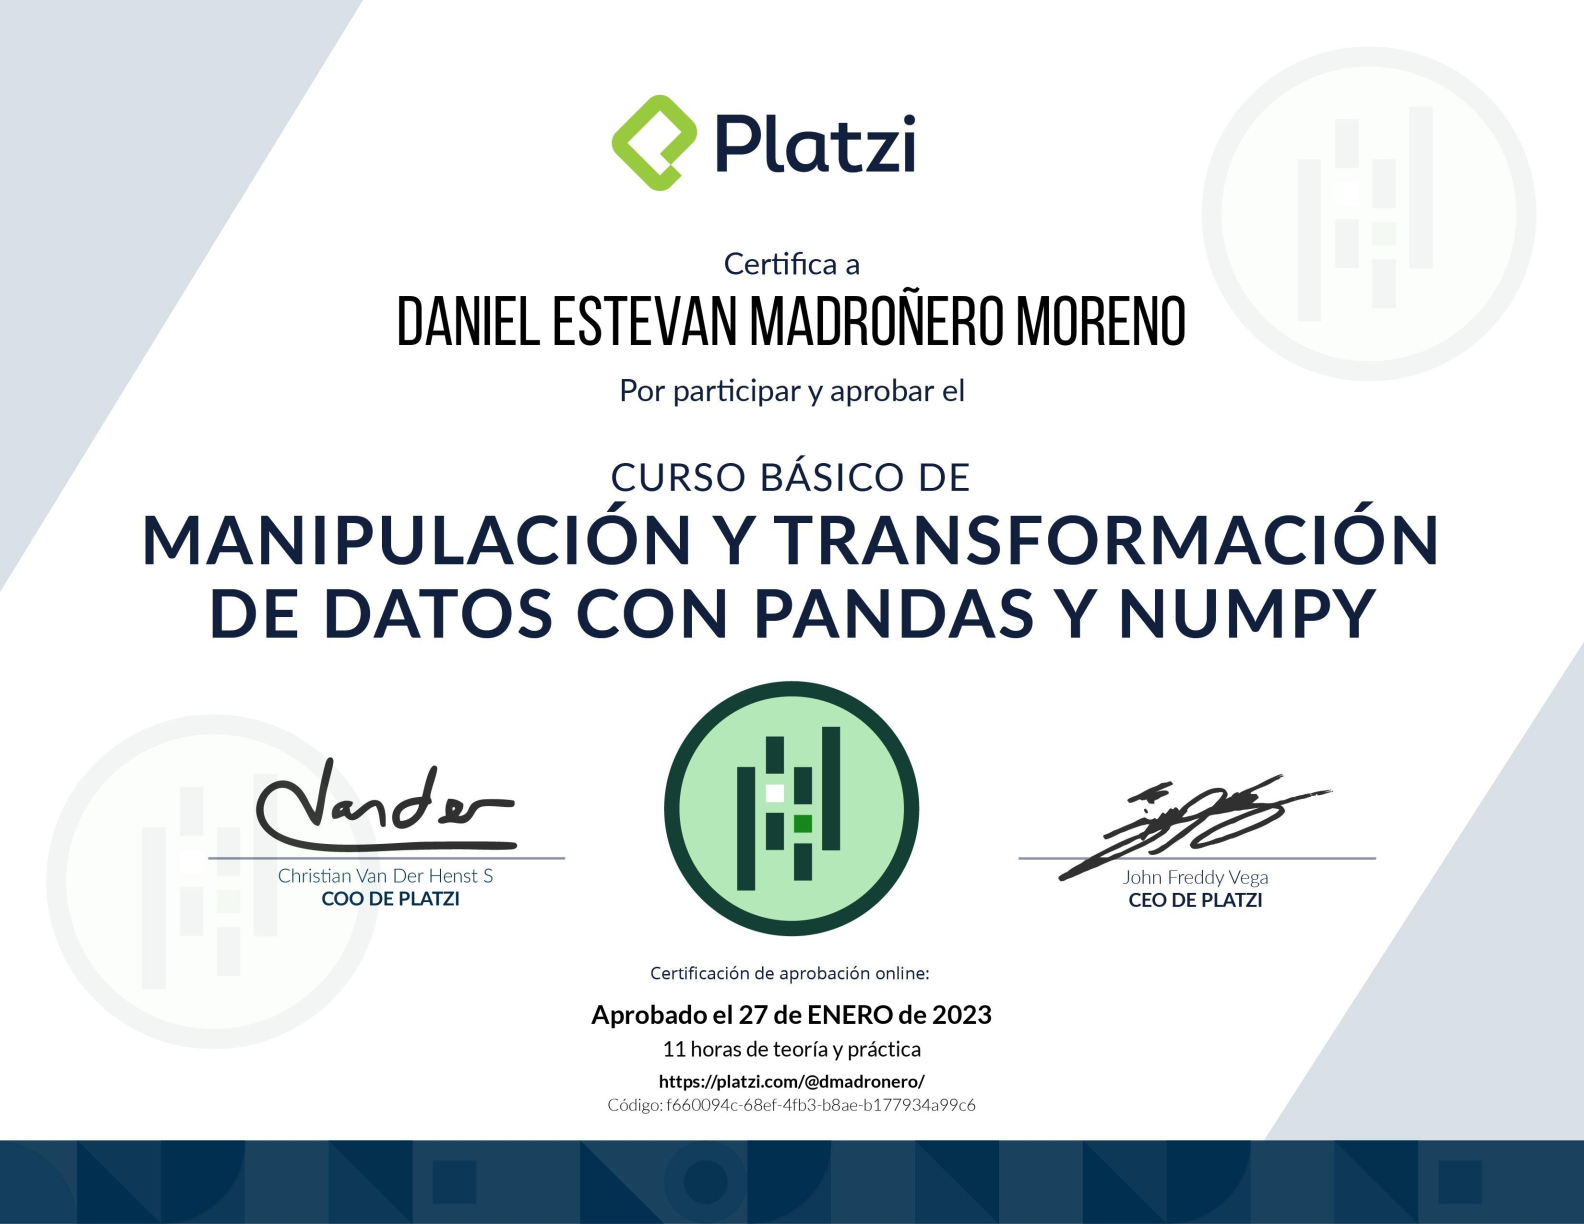 Platzi
Certifica a
DANIEL ESTEVAN MADROÑERO MORENO
Por participar y aprobar el
CURSO BÁSICO DE
MANIPULACIÓN Y TRANSFORMACIÓN
DE DATOS CON PANDAS Y NUMPY
Vander
Christian Van Der Henst S
COO DE PLATZI
John Freddy Vega
CEO DE PLATZI
Certificación de aprobación online:
Aprobado el 27 de ENERO de 2023
11 horas de teoría y práctica
https://platzi.com/@dmadronero/
Código: f660094c-68ef-4fb3-b8ae-b177934a99c6